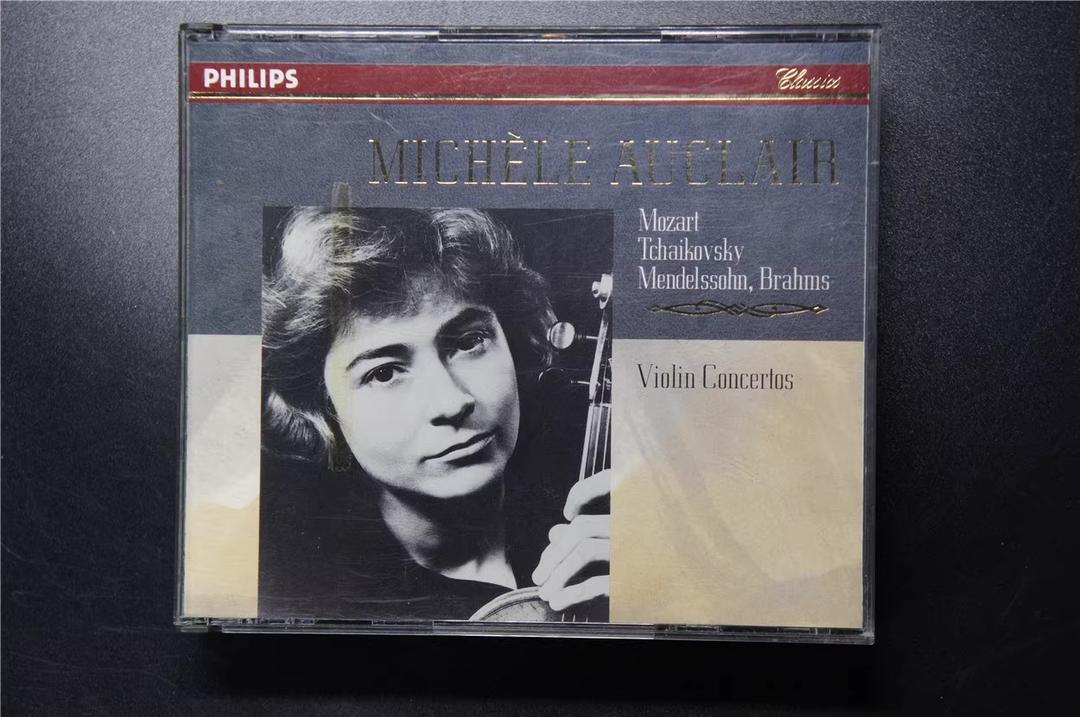 PHILIPS
Classics
MICHÈLE AUCLAIR
Mozart
Tchaikovsky
Mendelssohn, Brahms
Violin Concertos